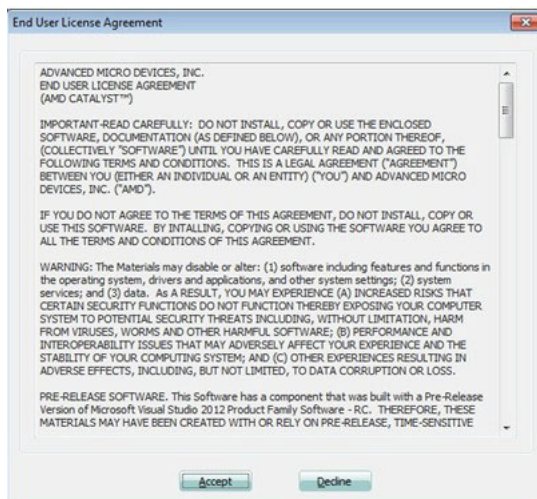 End User License Agreement
ADVANCED MICRO DEVICES, INC.
END USER LICENSE AGREEMENT
(AMD CATALYST™)
IMPORTANT-READ CAREFULLY: DO NOT INSTALL, COPY OR USE THE ENCLOSED
SOFTWARE, DOCUMENTATION (AS DEFINED BELOW), OR ANY PORTION THEREOF,
(COLLECTIVELY "SOFTWARE") UNTIL YOU HAVE CAREFULLY READ AND AGREED TO THE
FOLLOWING TERMS AND CONDITIONS. THIS IS A LEGAL AGREEMENT ("AGREEMENT")
BETWEEN YOU (EITHER AN INDIVIDUAL OR AN ENTITY) ("YOU") AND ADVANCED MICRO
DEVICES, INC. ("AMD").
IF YOU DO NOT AGREE TO THE TERMS OF THIS AGREEMENT, DO NOT INSTALL, COPY OR
USE THIS SOFTWARE. BY INTALLING, COPYING OR USING THE SOFTWARE YOU AGREE TO
ALL THE TERMS AND CONDITIONS OF THIS AGREEMENT.
WARNING: The Materials may disable or alter: (1) software including features and functions in
the operating system, drivers and applications, and other system settings; (2) system
services; and (3) data. AS A RESULT, YOU MAY EXPERIENCE (A) INCREASED RISKS THAT
CERTAIN SECURITY FUNCTIONS DO NOT FUNCTION THEREBY EXPOSING YOUR COMPUTER
SYSTEM TO POTENTIAL SECURITY THREATS INCLUDING, WITHOUT LIMITATION, HARM
FROM VIRUSES, WORMS AND OTHER HARMFUL SOFTWARE; (B) PERFORMANCE AND
INTEROPERABILITY ISSUES THAT MAY ADVERSELY AFFECT YOUR EXPERIENCE AND THE
STABILITY OF YOUR COMPUTING SYSTEM; AND (C) OTHER EXPERIENCES RESULTING IN
ADVERSE EFFECTS, INCLUDING, BUT NOT LIMITED, TO DATA CORRUPTION OR LOSS.
PRE-RELEASE SOFTWARE. This Software has a component that was built with a Pre-Release
Version of Microsoft Visual Studio 2012 Product Family Software - RC. THEREFORE, THESE
MATERIALS MAY HAVE BEEN CREATED WITH OR RELY ON PRE-RELEASE, TIME-SENSITIVE
Accept Decline